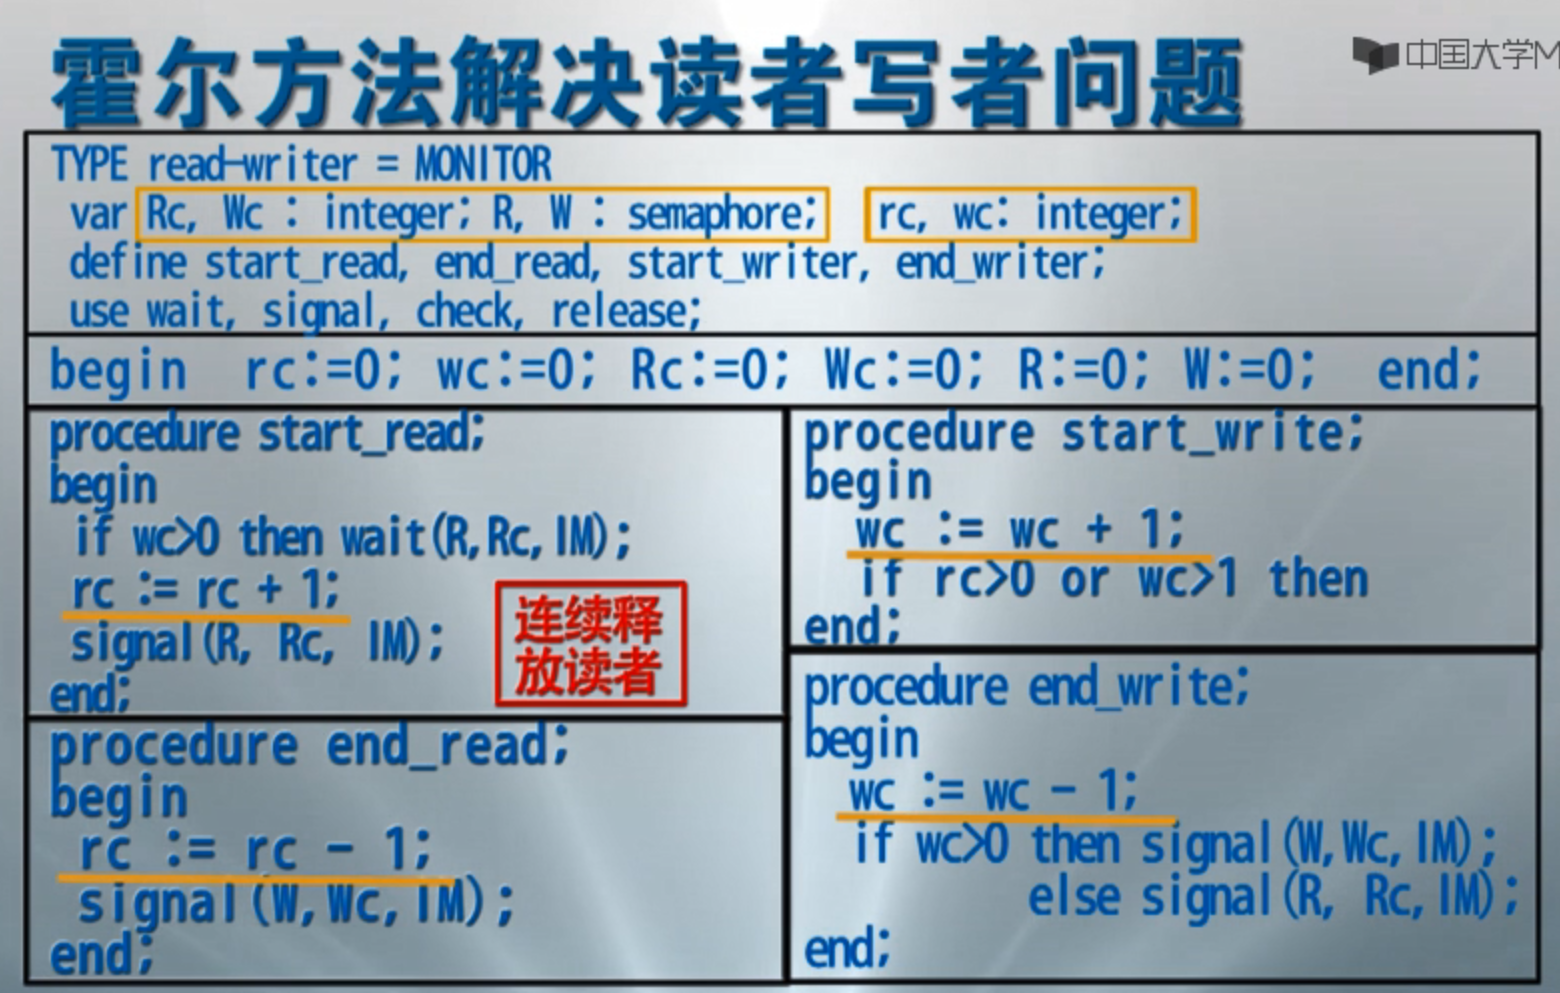 霍尔方法解决读者写者问题
中国大学M
TYPE read-writer = MONITOR
var Rc, Wc : integer; R, W : semaphore; rc, wc: integer;
define start_read, end_read, start_writer, end_writer;
use wait, signal, check, release;
begin rc:=0; wc:=0; Rc:=0; Wc:=0; R:=0; W:=0; end;
procedure start_read;
begin
if wc>0 then wait(R,Rc,IM);
rc := rc + 1;
signal(R, Rc, IM);
end;
连续释
放读者
procedure end_read;
begin
rc := rc - 1;
signal(W,Wc,IM);
end;
procedure start_write;
begin
wc := wc + 1;
if rc>0 or wc>1 then
end;
procedure end_write;
begin
wc := wc - 1;
if wc>0 then signal(W,Wc,IM);
else signal(R, Rc,IM);
end;